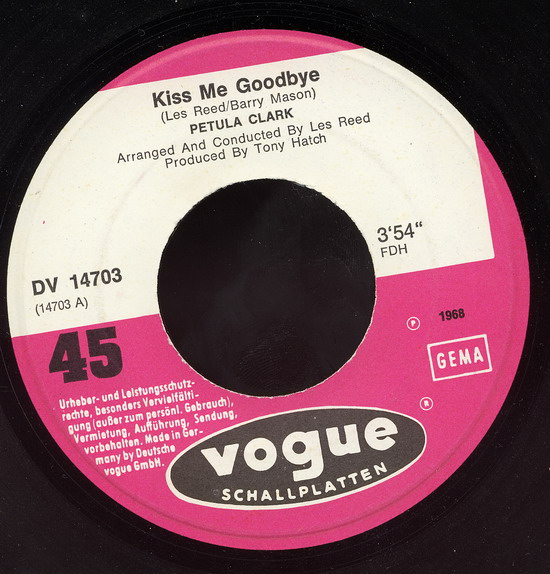 Kiss Me Goodbye
(Les Reed/Barry Mason)
PETULA CLARK
Arranged And Conducted By Les Reed
Produced By Tony Hatch
3'54"
FDH
DV 14703
(14703 A)
45
℗ 1968
GEMA
Urheber- und Leistungsschutz-
rechte, besonders Vervielfälti-
gung (außer zum persönl. Gebrauch),
Vermietung, Aufführung, Sendung,
vorbehalten. Made in Ger-
many by Deutsche
vogue GmbH.
®
vogue
SCHALLPLATTEN